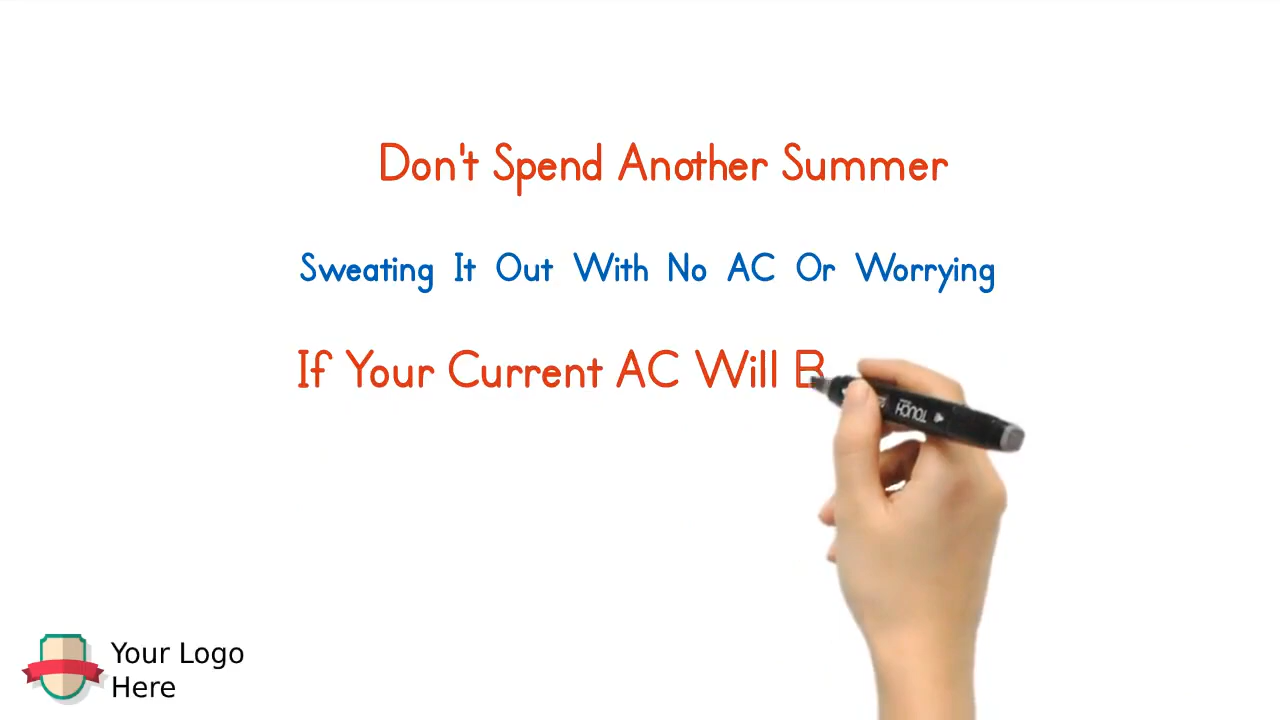 Don't Spend Another Summer
Sweating It Out With No AC Or Worrying
If Your Current AC Will B
TOUCH
Your Logo
Here